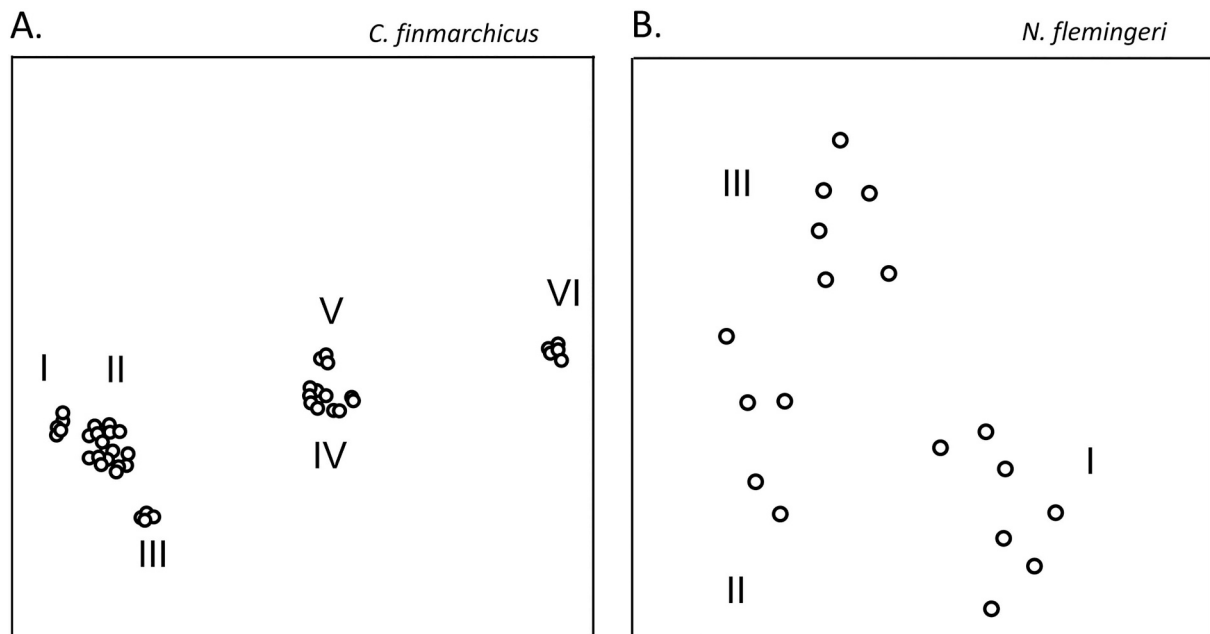 A.
C. finmarchicus
I
II
III
V
IV
VI
B.
N. flemingeri
III
II
I